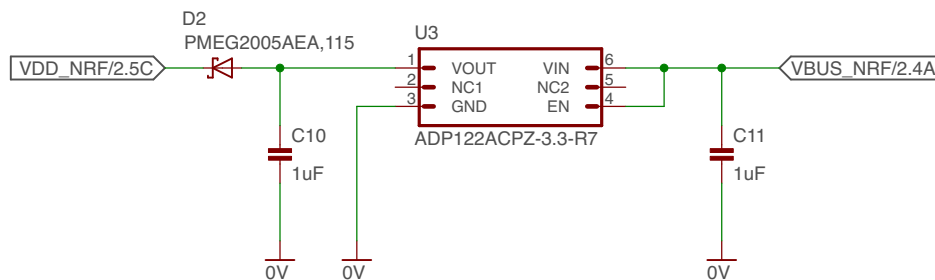 D2
PMEG2005AEA,115
U3
VDD_NRF/2.5C
1 VOUT VIN 6
2 NC1 NC2 5
3 GND EN 4
VBUS_NRF/2.4A
ADP122ACPZ-3.3-R7
C10
1uF
C11
1uF
0V
0V
0V